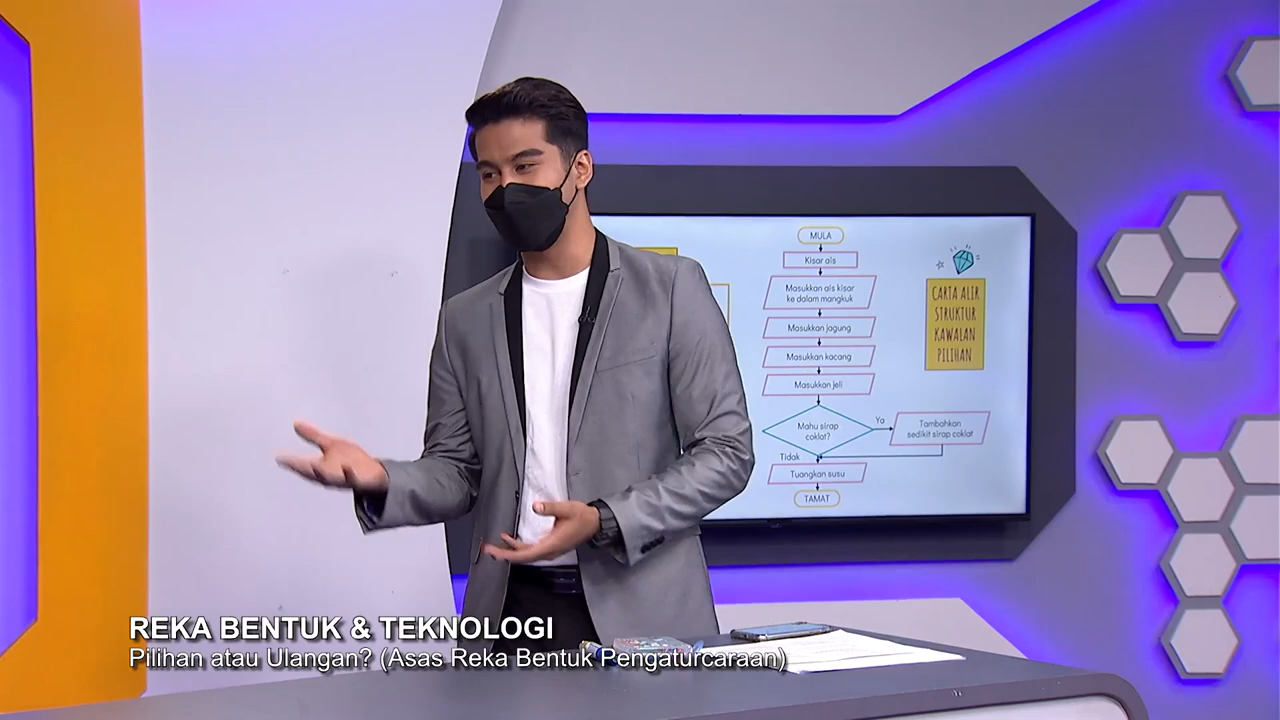 MULA
Kisar ais
Masukkan ais kisar
ke dalam mangkuk
Masukkan jagung
Masukkan kacang
Masukkan jeli
Mahu sirap
coklat?
Ya
Tambahkan
sedikit sirap coklat
Tidak
Tuangkan susu
TAMAT
CARTA ALIR
STRUKTUR
KAWALAN
PILIHAN
REKA BENTUK & TEKNOLOGI
Pilihan atau Ulangan? (Asas Reka Bentuk Pengaturcaraan)